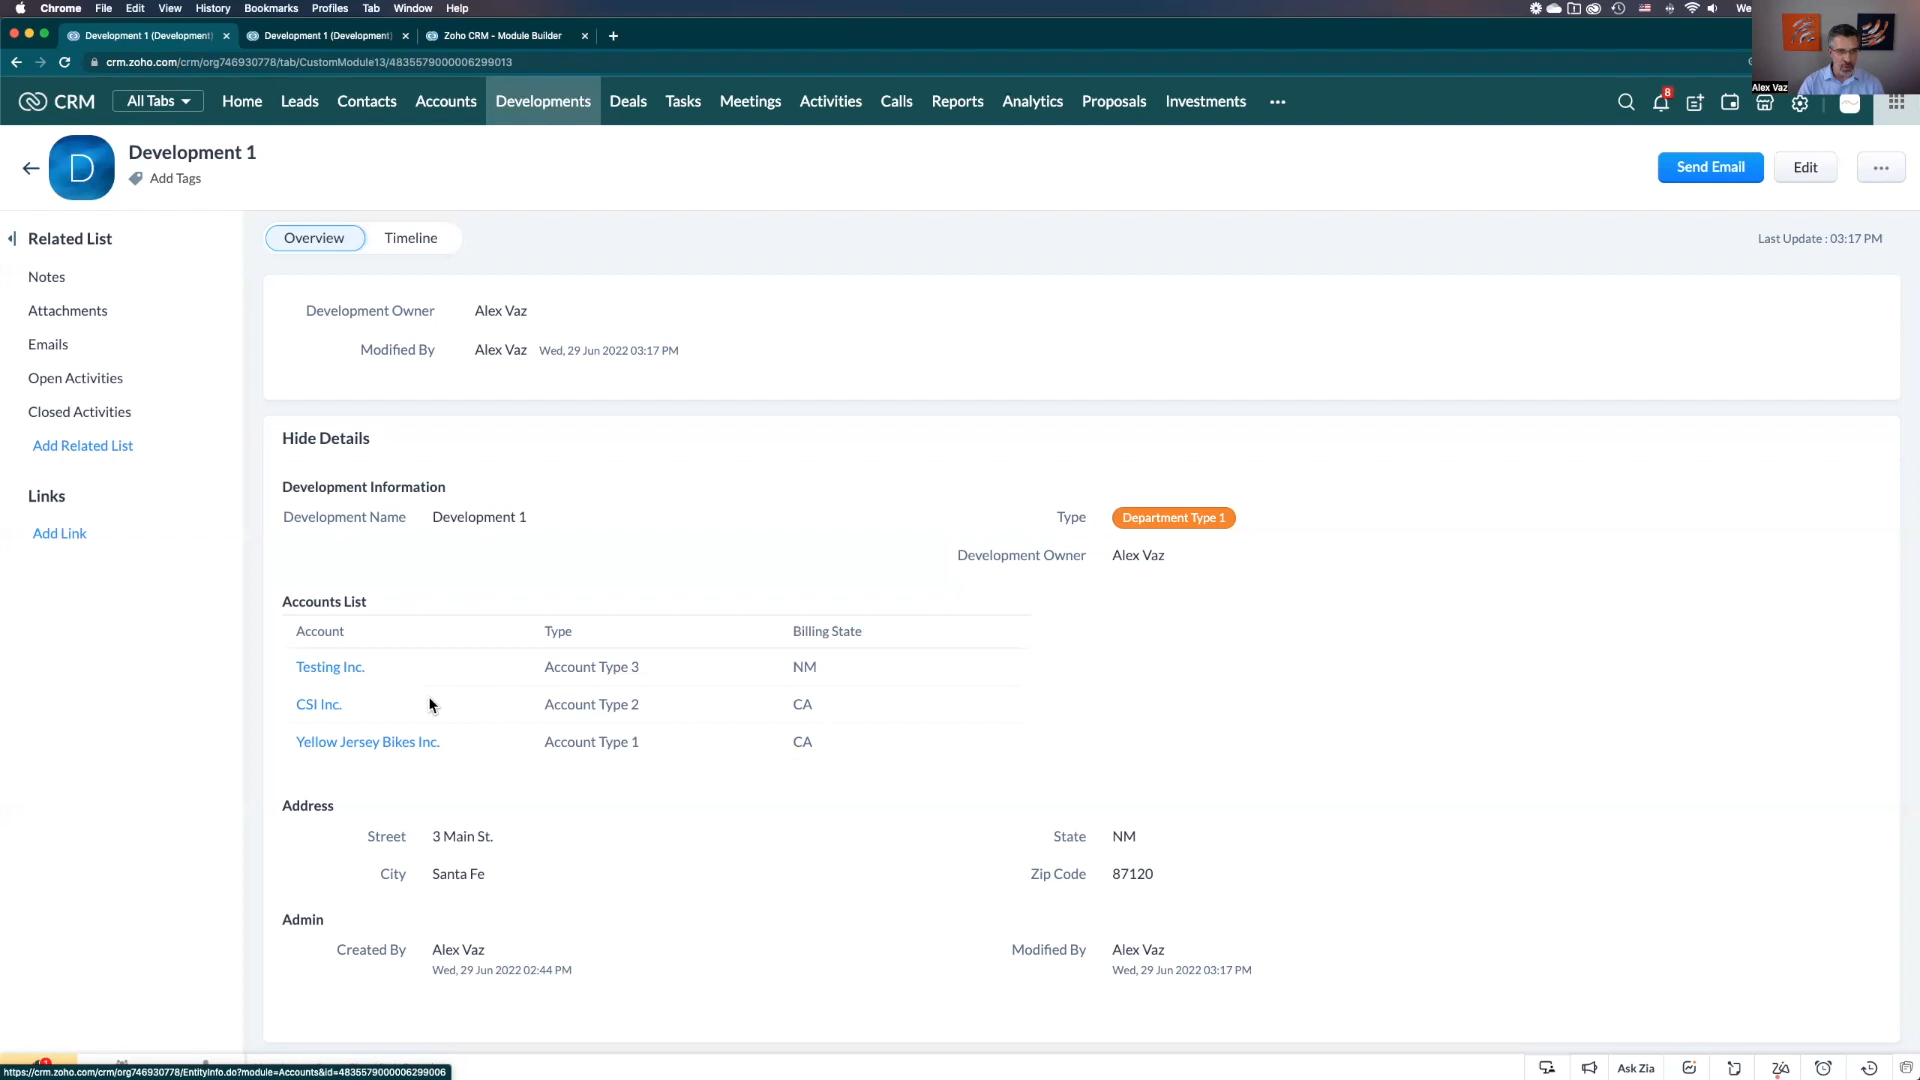 Chrome File Edit View History Bookmarks Profiles Tab Window Help We
Development 1 (Development) Development 1 (Development) Zoho CRM - Module Builder
crm.zoho.com/crm/org746930778/tab/CustomModule13/4835579000006299013
Alex Vaz
CRM All Tabs Home Leads Contacts Accounts Developments Deals Tasks Meetings Activities Calls Reports Analytics Proposals Investments ... 8
D Development 1
Add Tags
Send Email Edit ...
Related List
Notes
Attachments
Emails
Open Activities
Closed Activities
Add Related List
Links
Add Link
Overview Timeline Last Update : 03:17 PM
Development Owner Alex Vaz
Modified By Alex Vaz Wed, 29 Jun 2022 03:17 PM
Hide Details
Development Information
Development Name Development 1 Type Department Type 1
Development Owner Alex Vaz
Accounts List
Account Type Billing State
Testing Inc. Account Type 3 NM
CSI Inc. Account Type 2 CA
Yellow Jersey Bikes Inc. Account Type 1 CA
Address
Street 3 Main St. State NM
City Santa Fe Zip Code 87120
Admin
Created By Alex Vaz Modified By Alex Vaz
Wed, 29 Jun 2022 02:44 PM Wed, 29 Jun 2022 03:17 PM
https://crm.zoho.com/crm/org746930778/EntityInfo.do?module=Accounts&id=4835579000006299006
Ask Zia